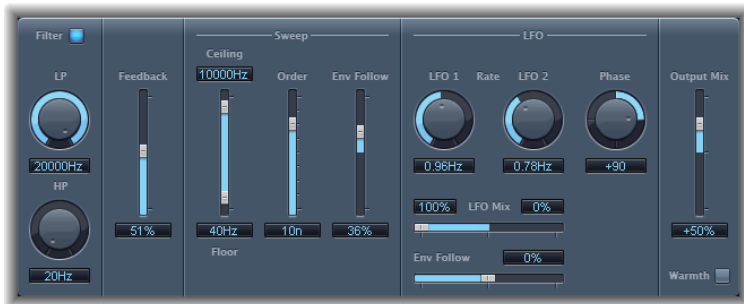 Filter
Sweep
LFO
Ceiling
LP
Feedback
10000Hz
Order
Env Follow
LFO 1
Rate
LFO 2
Phase
Output Mix
20000Hz
0.96Hz
0.78Hz
+90
HP
100%
LFO Mix
0%
51%
40Hz
10n
36%
+50%
Floor
Env Follow
0%
20Hz
Warmth